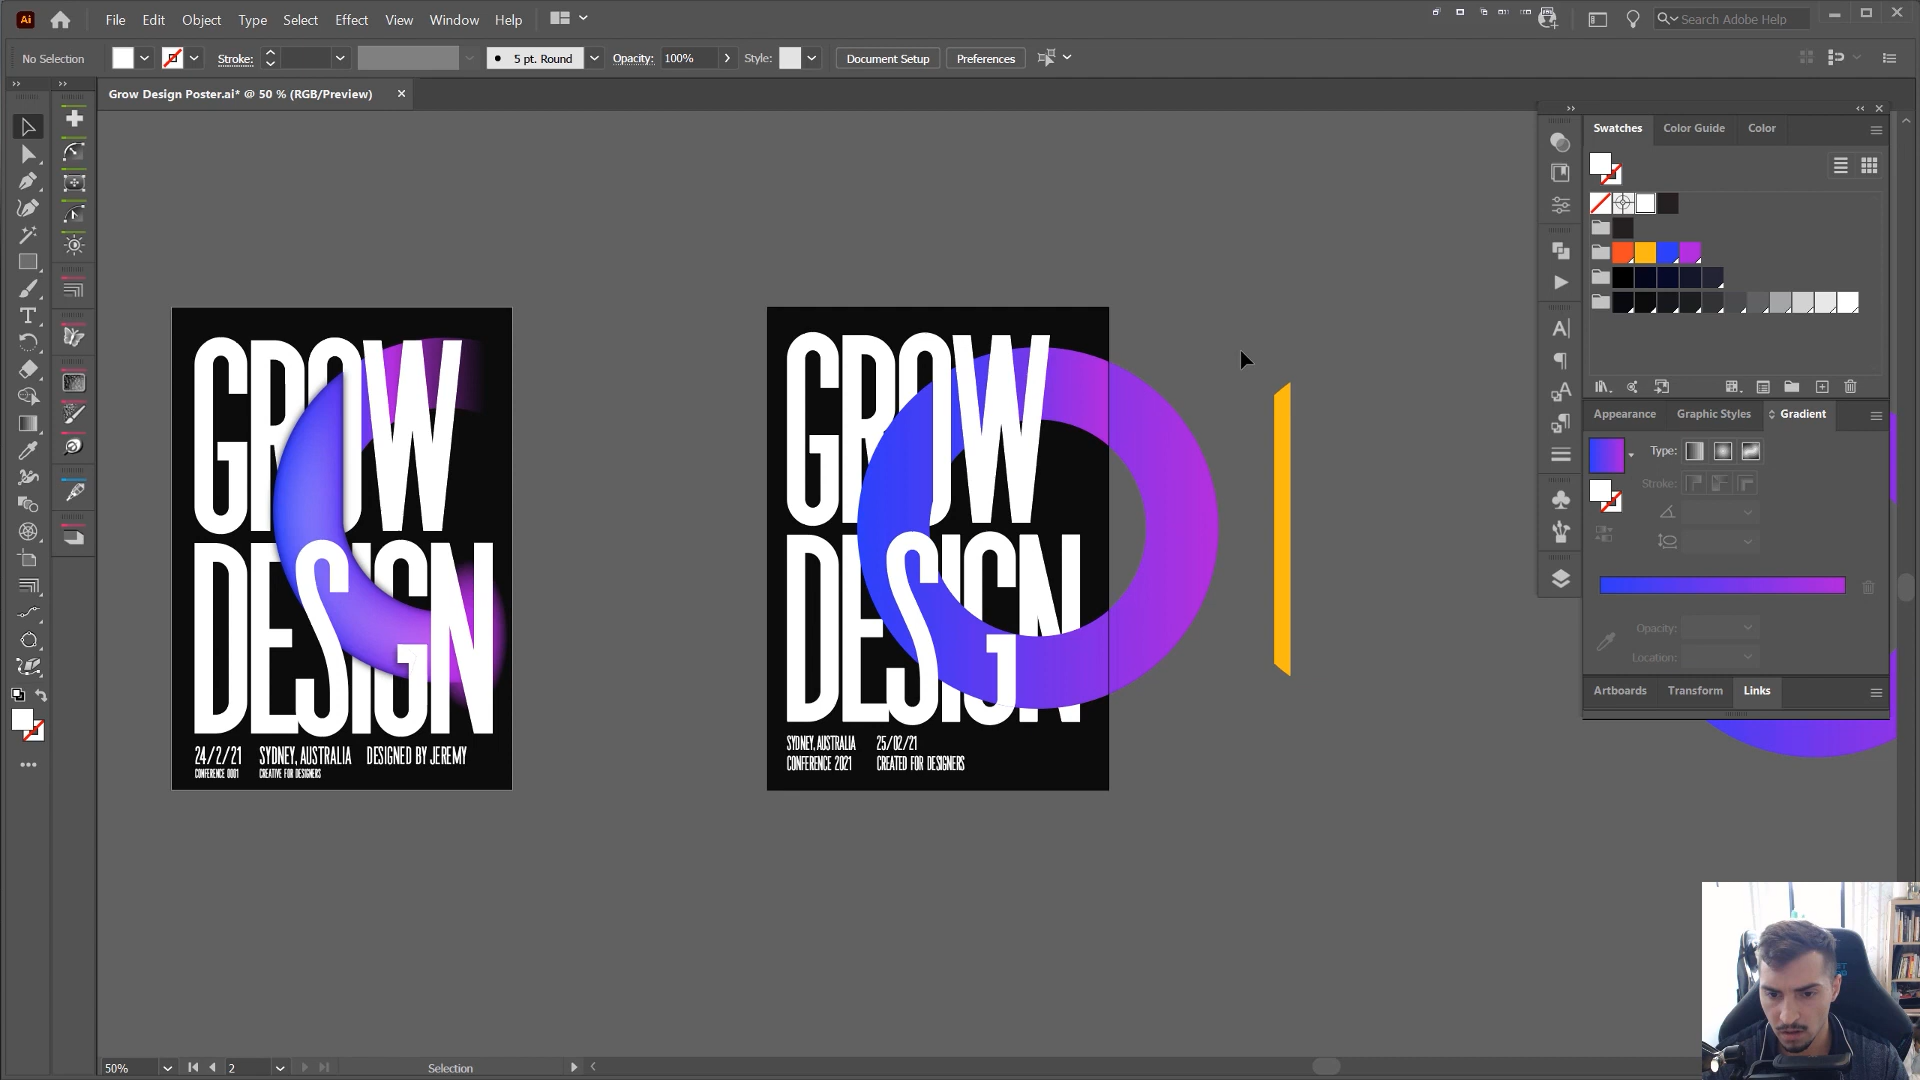 Ai File Edit Object Type Select Effect View Window Help Search Adobe Help
No Selection Stroke: 5 pt. Round Opacity: 100% Style: Document Setup Preferences
Grow Design Poster.ai* @ 50 % (RGB/Preview)
Swatches Color Guide Color
Appearance Graphic Styles Gradient
Type:
Stroke:
Opacity:
Location:
Artboards Transform Links
GROW
DESIGN
24/2/21 SYDNEY, AUSTRALIA DESIGNED BY JEREMY
CONFERENCE 0001 CREATIVE FOR DESIGNERS
GROW
DESIGN
SYDNEY, AUSTRALIA 25/02/21
CONFERENCE 2021 CREATED FOR DESIGNERS
50% 2 Selection